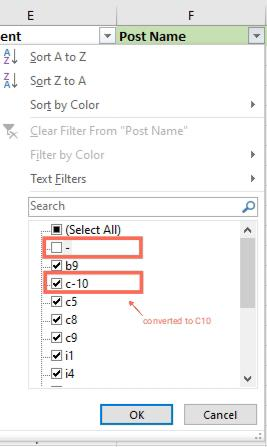 E F
ent Post Name
A Z Sort A to Z
Z A Sort Z to A
Sort by Color
Clear Filter From "Post Name"
Filter by Color
Text Filters
Search
(Select All)
-
b9
c-10
c5
converted to C10
c8
c9
i1
i4
OK Cancel